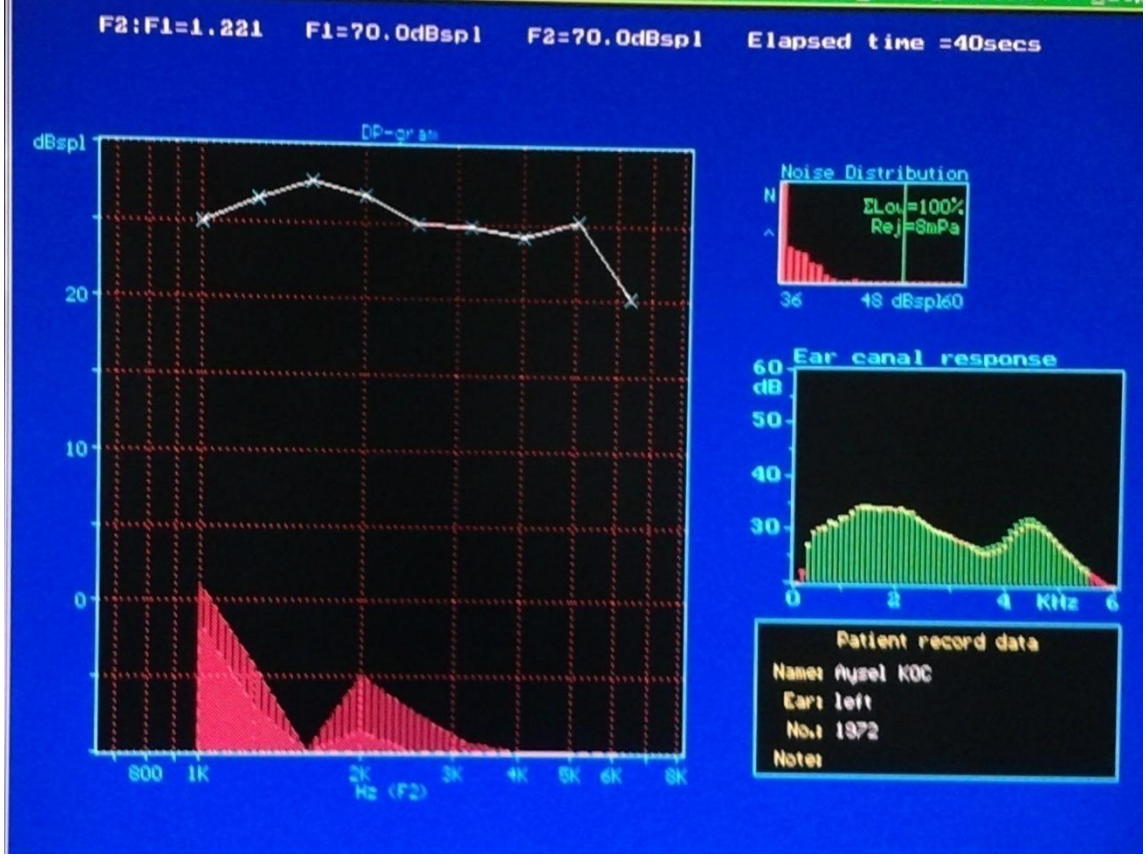 F2:F1=1.221 F1=70.0dBspl F2=70.0dBspl Elapsed time =40secs
DP-gram
dBspl
20
10
0
800 1K 2K 3K 4K 5K 6K 8K
Hz (F2)
Noise Distribution
N
ΣLow=100%
^
Rej=8mPa
36 48 dBspl60
Ear canal response
60
dB
50
40
30
0 2 4 KHz 6
Patient record data
Name: Aysel KOC
Ear: left
No.: 1972
Note: